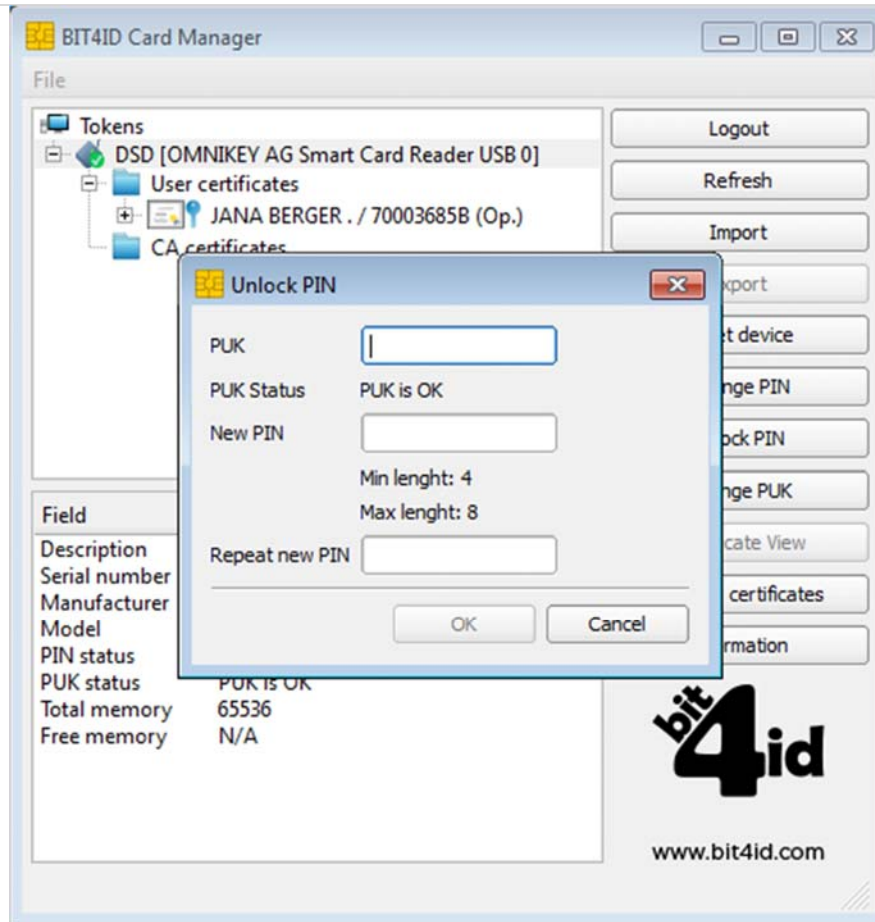 BIT4ID Card Manager
File
Tokens
DSD [OMNIKEY AG Smart Card Reader USB 0]
User certificates
JANA BERGER . / 70003685B (Op.)
CA certificates
Logout
Refresh
Import
xport
t device
nge PIN
ock PIN
nge PUK
cate View
certificates
rmation
Unlock PIN
PUK
PUK Status PUK is OK
New PIN
Min lenght: 4
Max lenght: 8
Repeat new PIN
OK Cancel
Field
Description
Serial number
Manufacturer
Model
PIN status
PUK status PUK is OK
Total memory 65536
Free memory N/A
bit
4id
www.bit4id.com